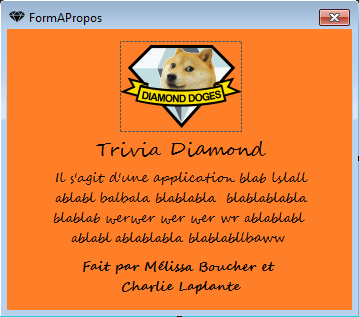 FormAPropos
DIAMOND DOGES
Trivia Diamond
Il s'agit d'une application blab lslall
ablabl balbala blablabla blablablabla
blablab werwer wer wer wr ablablabl
ablabl ablablabla blablabllbaww
Fait par Mélissa Boucher et
Charlie Laplante